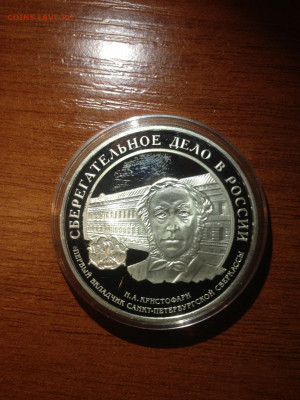 СБЕРЕГАТЕЛЬНОЕ ДЕЛО В РОССИИ
Н.А. КРИСТОФАРИ
ПЕРВЫЙ ВКЛАДЧИК САНКТ-ПЕТЕРБУРГСКОЙ СБЕРКАССЫ